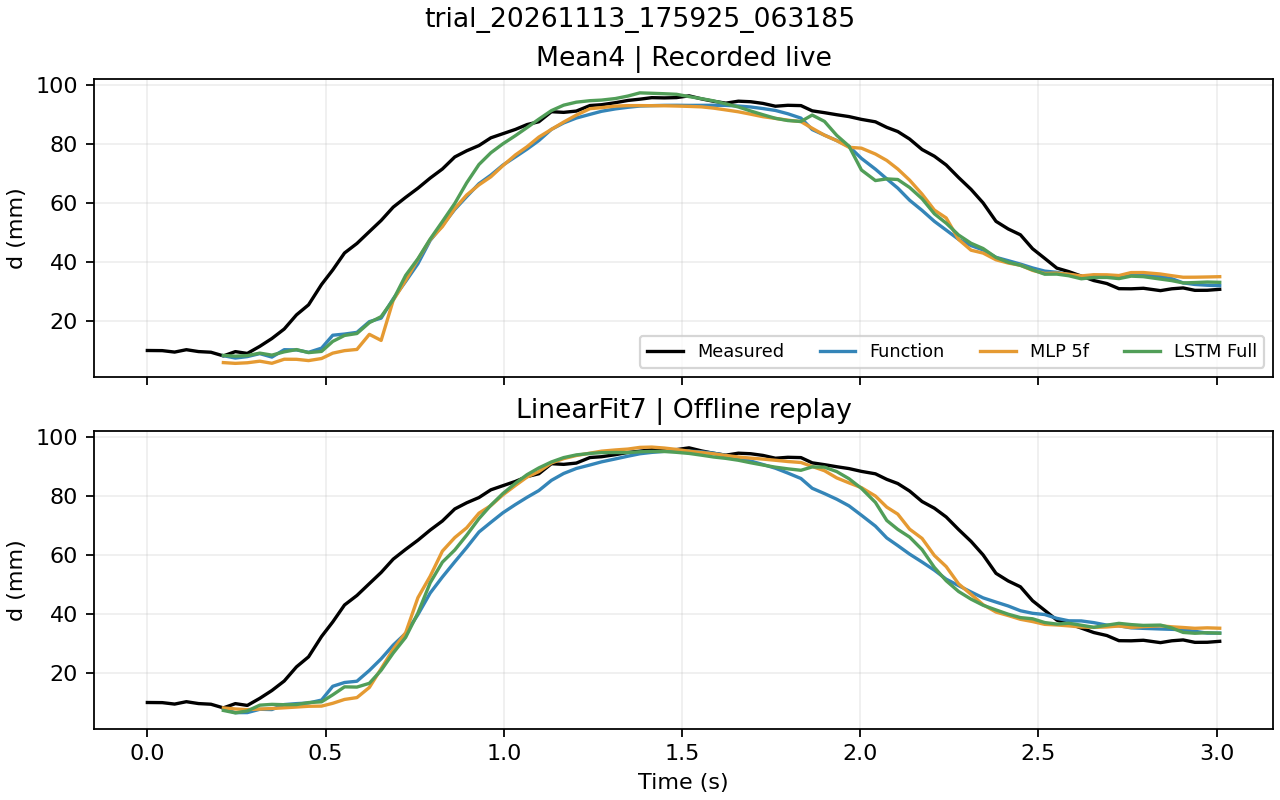 trial_20261113_175925_063185
Mean4 | Recorded live
100
80
60
40
20
d (mm)
Measured Function MLP 5f LSTM Full
LinearFit7 | Offline replay
100
80
60
40
20
d (mm)
0.0 0.5 1.0 1.5 2.0 2.5 3.0
Time (s)